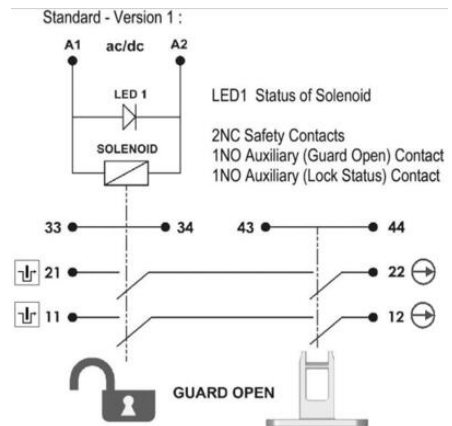 Standard - Version 1 :
A1 ac/dc A2
LED 1
LED1 Status of Solenoid
SOLENOID
2NC Safety Contacts
1NO Auxiliary (Guard Open) Contact
1NO Auxiliary (Lock Status) Contact
33 34 43 44
21 22
11 12
GUARD OPEN